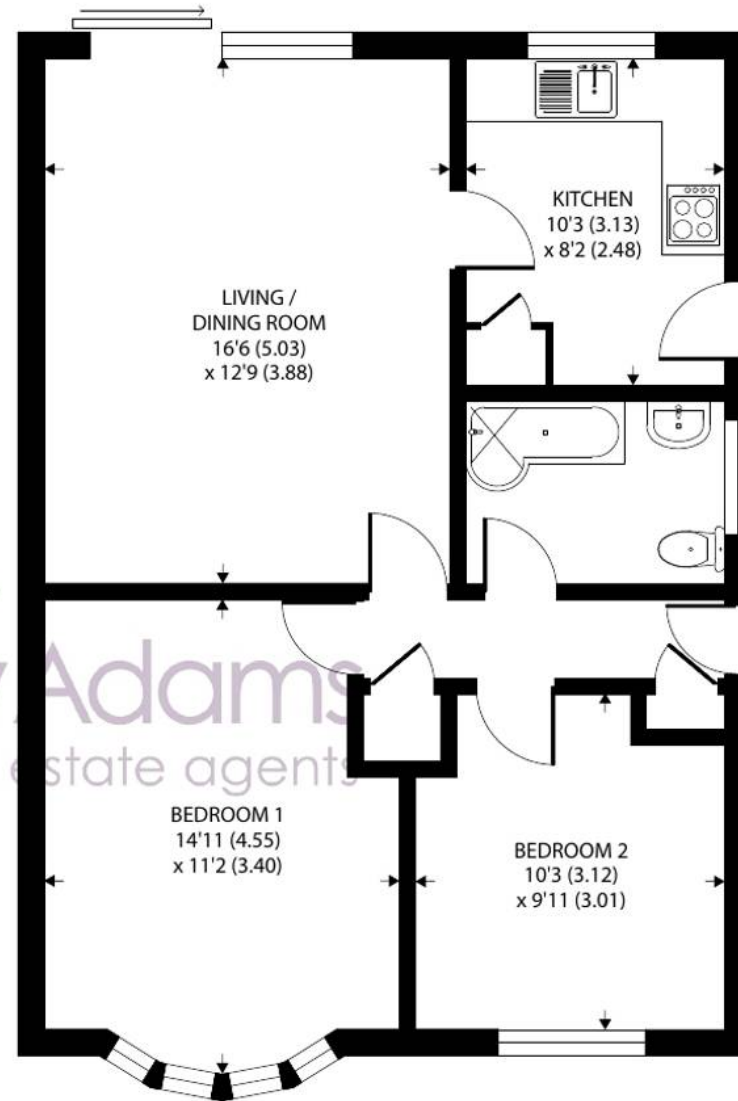 KITCHEN
10'3 (3.13)
x 8'2 (2.48)
LIVING /
DINING ROOM
16'6 (5.03)
x 12'9 (3.88)
Adams
estate agents
BEDROOM 1
14'11 (4.55)
x 11'2 (3.40)
BEDROOM 2
10'3 (3.12)
x 9'11 (3.01)